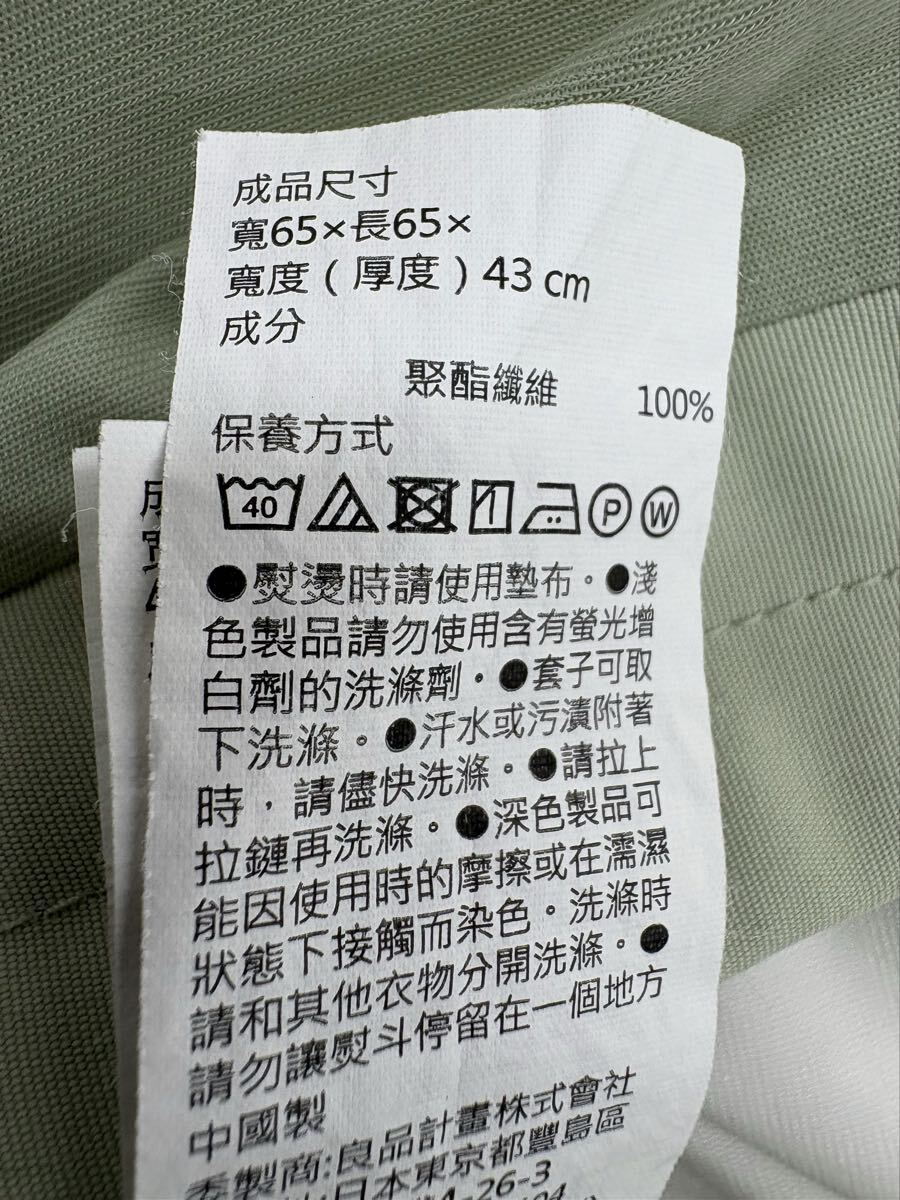 成品尺寸
寬65×長65×
寬度（厚度）43 cm
成分
聚酯纖維 100%
保養方式
40 P W
●熨燙時請使用墊布。●淺
色製品請勿使用含有螢光增
白劑的洗滌劑。●套子可取
下洗滌。●汗水或污漬附著
時，請儘快洗滌。●請拉上
拉鏈再洗滌。●深色製品可
能因使用時的摩擦或在濡濕
狀態下接觸而染色。洗滌時
請和其他衣物分開洗滌。●
請勿讓熨斗停留在一個地方
中國製
委製商:良品計畫株式會社
日本東京都豐島區
4-26-3